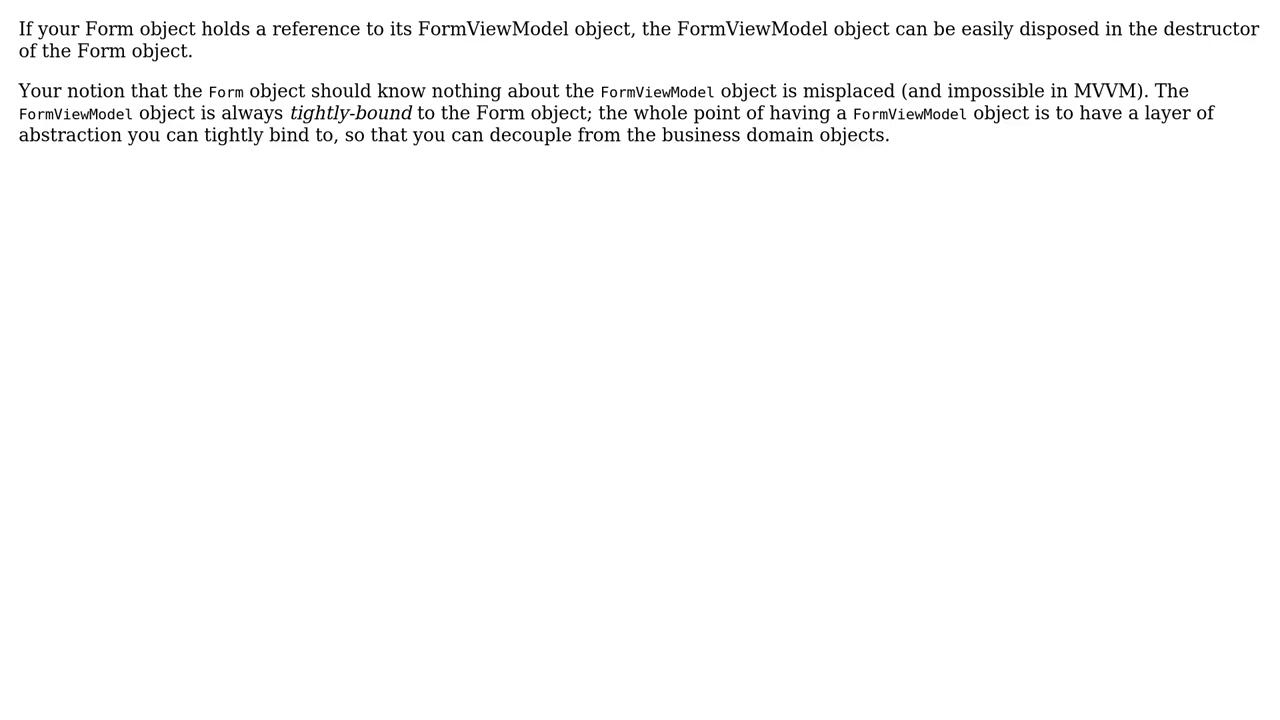 If your Form object holds a reference to its FormViewModel object, the FormViewModel object can be easily disposed in the destructor
of the Form object.
Your notion that the Form object should know nothing about the FormViewModel object is misplaced (and impossible in MVVM). The
FormViewModel object is always tightly-bound to the Form object; the whole point of having a FormViewModel object is to have a layer of
abstraction you can tightly bind to, so that you can decouple from the business domain objects.